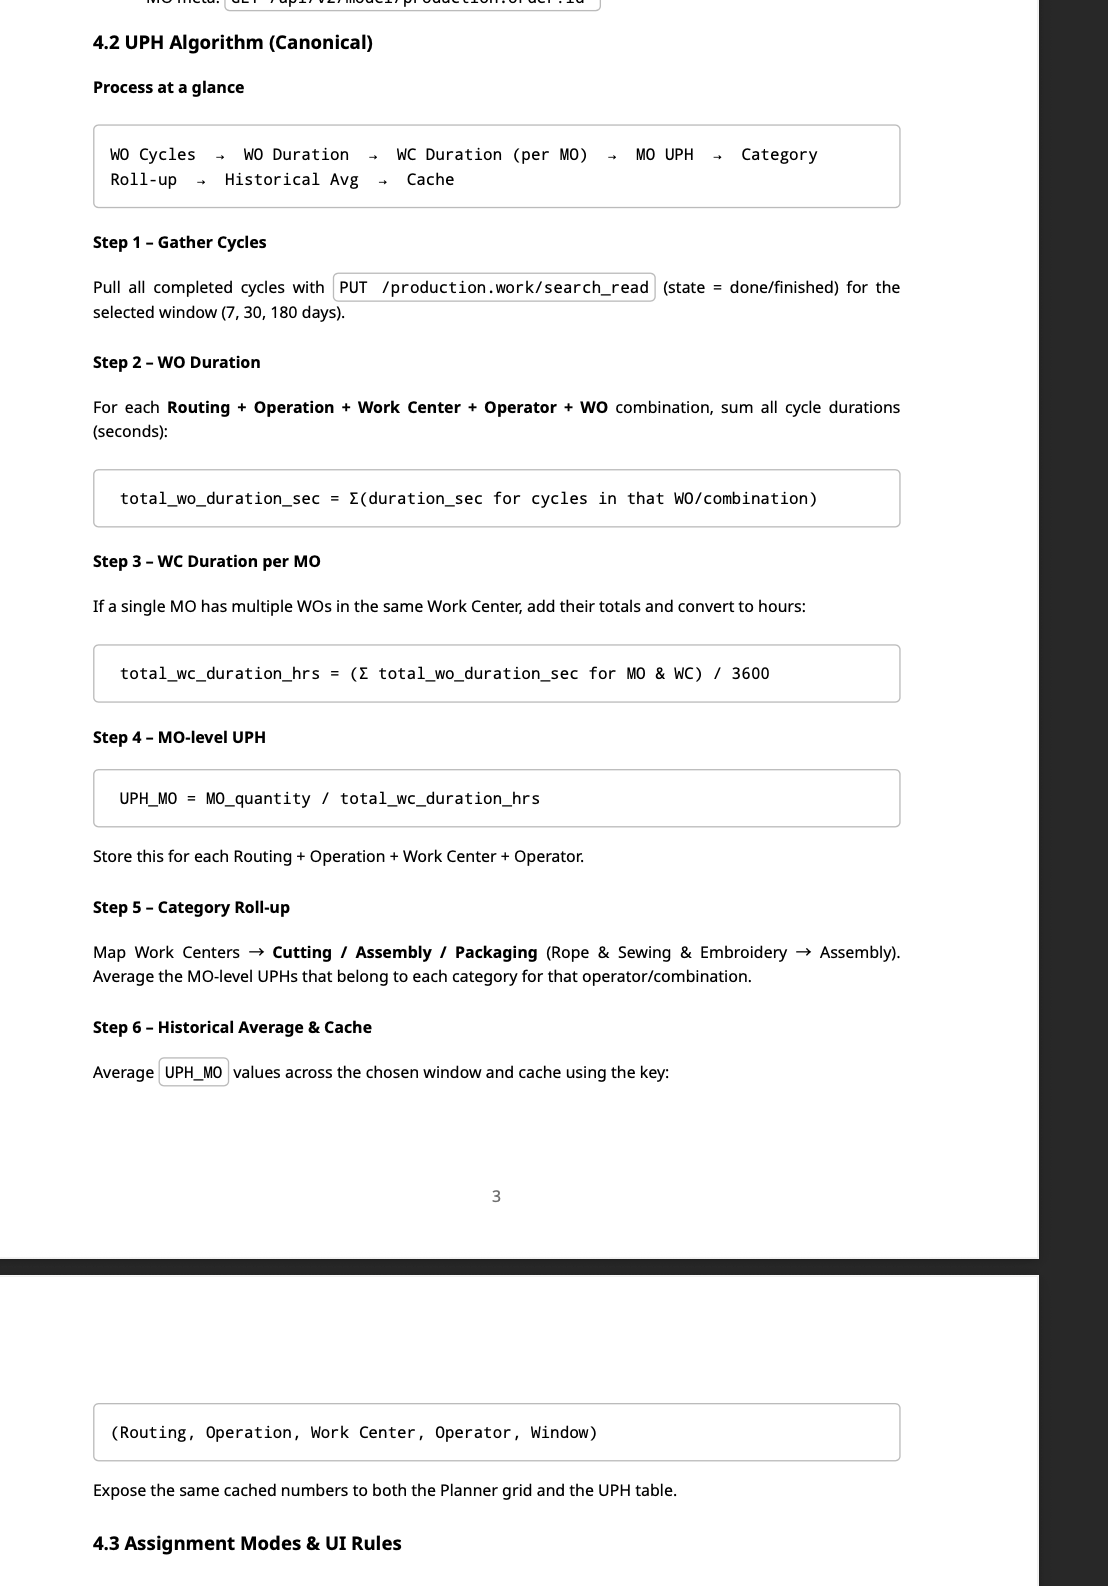 4.2 UPH Algorithm (Canonical)
Process at a glance
WO Cycles → WO Duration → WC Duration (per MO) → MO UPH → Category
Roll-up → Historical Avg → Cache
Step 1 – Gather Cycles
Pull all completed cycles with PUT /production.work/search_read (state = done/finished) for the
selected window (7, 30, 180 days).
Step 2 – WO Duration
For each Routing + Operation + Work Center + Operator + WO combination, sum all cycle durations
(seconds):
total_wo_duration_sec = Σ(duration_sec for cycles in that WO/combination)
Step 3 – WC Duration per MO
If a single MO has multiple WOs in the same Work Center, add their totals and convert to hours:
total_wc_duration_hrs = (Σ total_wo_duration_sec for MO & WC) / 3600
Step 4 – MO-level UPH
UPH_MO = MO_quantity / total_wc_duration_hrs
Store this for each Routing + Operation + Work Center + Operator.
Step 5 – Category Roll-up
Map Work Centers → Cutting / Assembly / Packaging (Rope & Sewing & Embroidery → Assembly).
Average the MO-level UPHs that belong to each category for that operator/combination.
Step 6 – Historical Average & Cache
Average UPH_MO values across the chosen window and cache using the key:
3
(Routing, Operation, Work Center, Operator, Window)
Expose the same cached numbers to both the Planner grid and the UPH table.
4.3 Assignment Modes & UI Rules